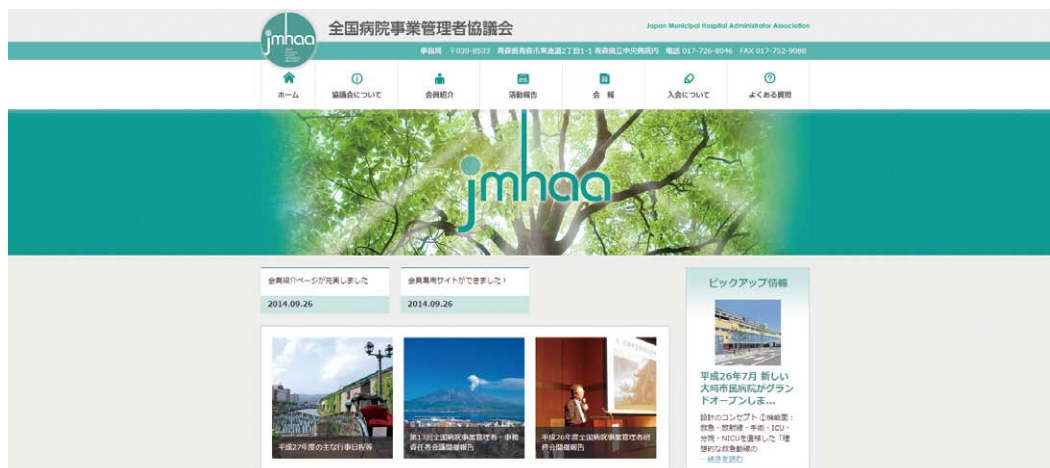 jmhaa
全国病院事業管理者協議会
Japan Municipal Hospital Administrator Association
事務局 〒030-8533 青森県青森市東造道2丁目1-1 青森県立中央病院内 電話 017-726-8046 FAX 017-752-9088
ホーム
協議会について
会員紹介
活動報告
会 報
入会について
よくある質問
jmhaa
会員紹介ページが充実しました
2014.09.26
会員専用サイトができました！
2014.09.26
平成27年度の主な行事日程等
第13回全国病院事業管理者・事務
責任者会議開催報告
平成26年度全国病院事業管理者研
修会開催報告
ピックアップ情報
平成26年7月 新しい
大崎市民病院がグラン
ドオープンしま...
設計のコンセプト ①機能面：
救急・放射線・手術・ICU・
分娩・NICUを直結した「理
想的な救急動線の
…続きを読む